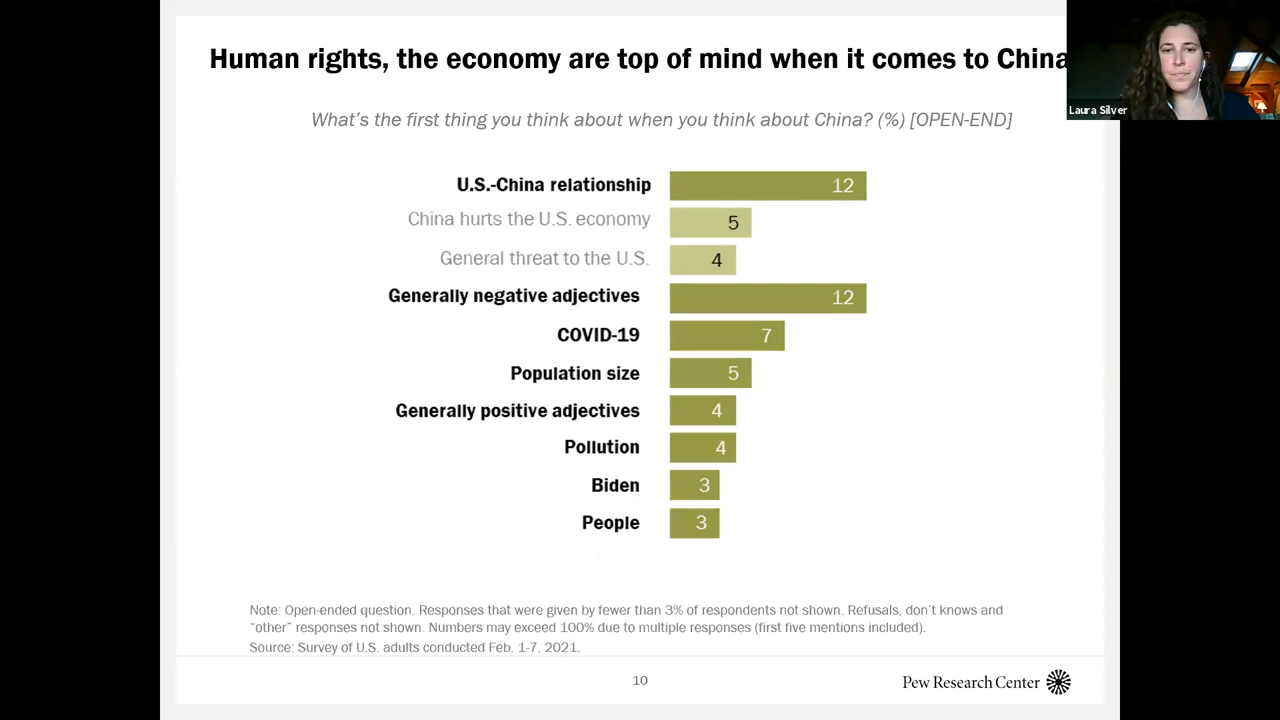 Human rights, the economy are top of mind when it comes to China
Laura Silver
What's the first thing you think about when you think about China? (%) [OPEN-END]
U.S.-China relationship 12
China hurts the U.S. economy 5
General threat to the U.S. 4
Generally negative adjectives 12
COVID-19 7
Population size 5
Generally positive adjectives 4
Pollution 4
Biden 3
People 3
Note: Open-ended question. Responses that were given by fewer than 3% of respondents not shown. Refusals, don't knows and
“other” responses not shown. Numbers may exceed 100% due to multiple responses (first five mentions included).
Source: Survey of U.S. adults conducted Feb. 1-7, 2021.
10
Pew Research Center